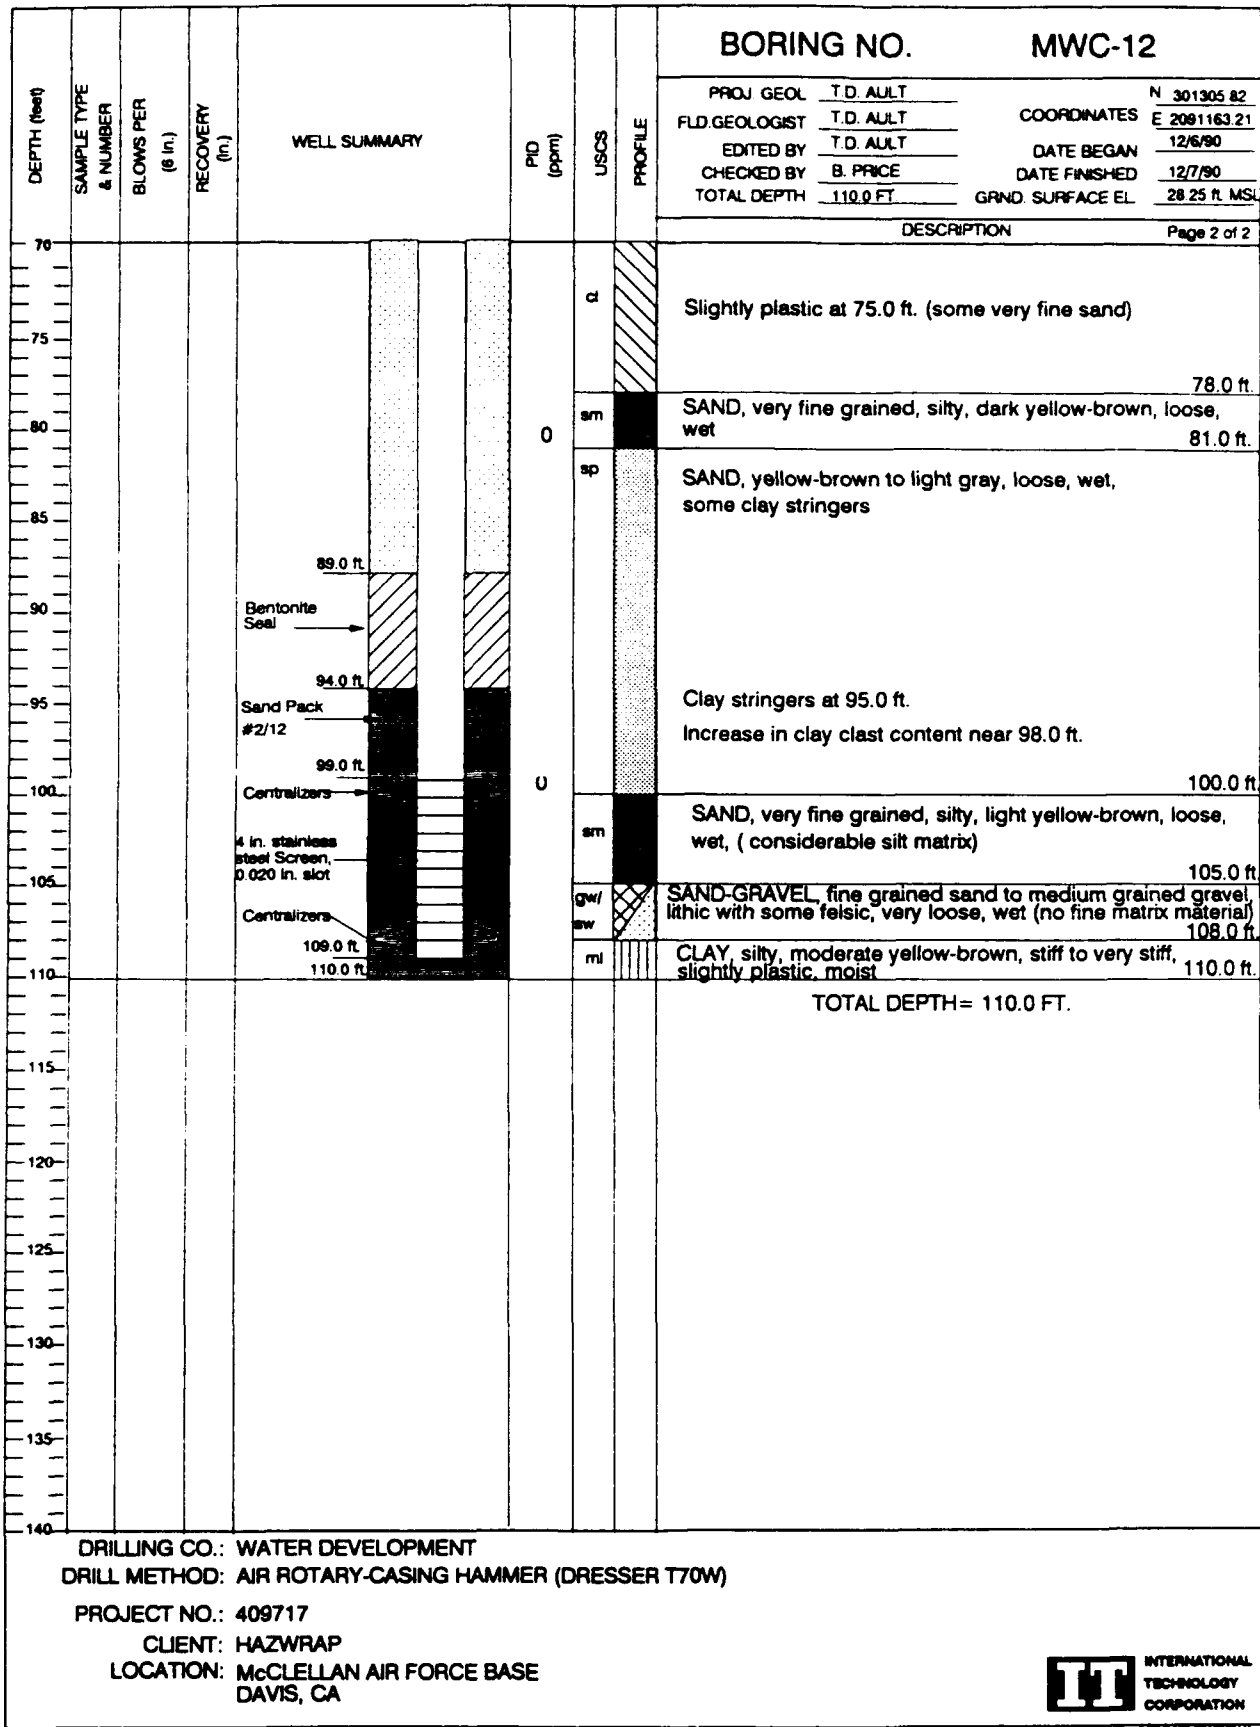 BORING NO. MWC-12
PROJ. GEOL T.D. AULT
FLD.GEOLOGIST T.D. AULT
EDITED BY T.D. AULT
CHECKED BY B. PRICE
TOTAL DEPTH 110.0 FT.
COORDINATES N 301305.82
E 2091163.21
DATE BEGAN 12/6/90
DATE FINISHED 12/7/90
GRND. SURFACE EL. 28.25 ft. MSL
DEPTH (feet)
SAMPLE TYPE
& NUMBER
BLOWS PER
(6 in.)
RECOVERY
(in.)
WELL SUMMARY
PID
(ppm)
USCS
PROFILE
DESCRIPTION Page 2 of 2
70
cl
Slightly plastic at 75.0 ft. (some very fine sand)
75
78.0 ft.
sm
SAND, very fine grained, silty, dark yellow-brown, loose,
wet
80
0
81.0 ft.
sp
SAND, yellow-brown to light gray, loose, wet,
some clay stringers
85
89.0 ft.
90
Bentonite
Seal
94.0 ft.
95
Sand Pack
#2/12
Clay stringers at 95.0 ft.
Increase in clay clast content near 98.0 ft.
99.0 ft.
0
100.0 ft.
100
Centralizers
sm
SAND, very fine grained, silty, light yellow-brown, loose,
wet, ( considerable silt matrix)
4 in. stainless
steel Screen,
0.020 in. slot
105.0 ft.
105
gw/
sw
SAND-GRAVEL, fine grained sand to medium grained gravel,
lithic with some felsic, very loose, wet (no fine matrix material)
108.0 ft.
Centralizers
109.0 ft.
ml
CLAY, silty, moderate yellow-brown, stiff to very stiff,
slightly plastic, moist 110.0 ft.
110.0 ft.
110
TOTAL DEPTH= 110.0 FT.
115
120
125
130
135
140
DRILLING CO.: WATER DEVELOPMENT
DRILL METHOD: AIR ROTARY-CASING HAMMER (DRESSER T70W)
PROJECT NO.: 409717
CLIENT: HAZWRAP
LOCATION: McCLELLAN AIR FORCE BASE
DAVIS, CA
IT
INTERNATIONAL
TECHNOLOGY
CORPORATION